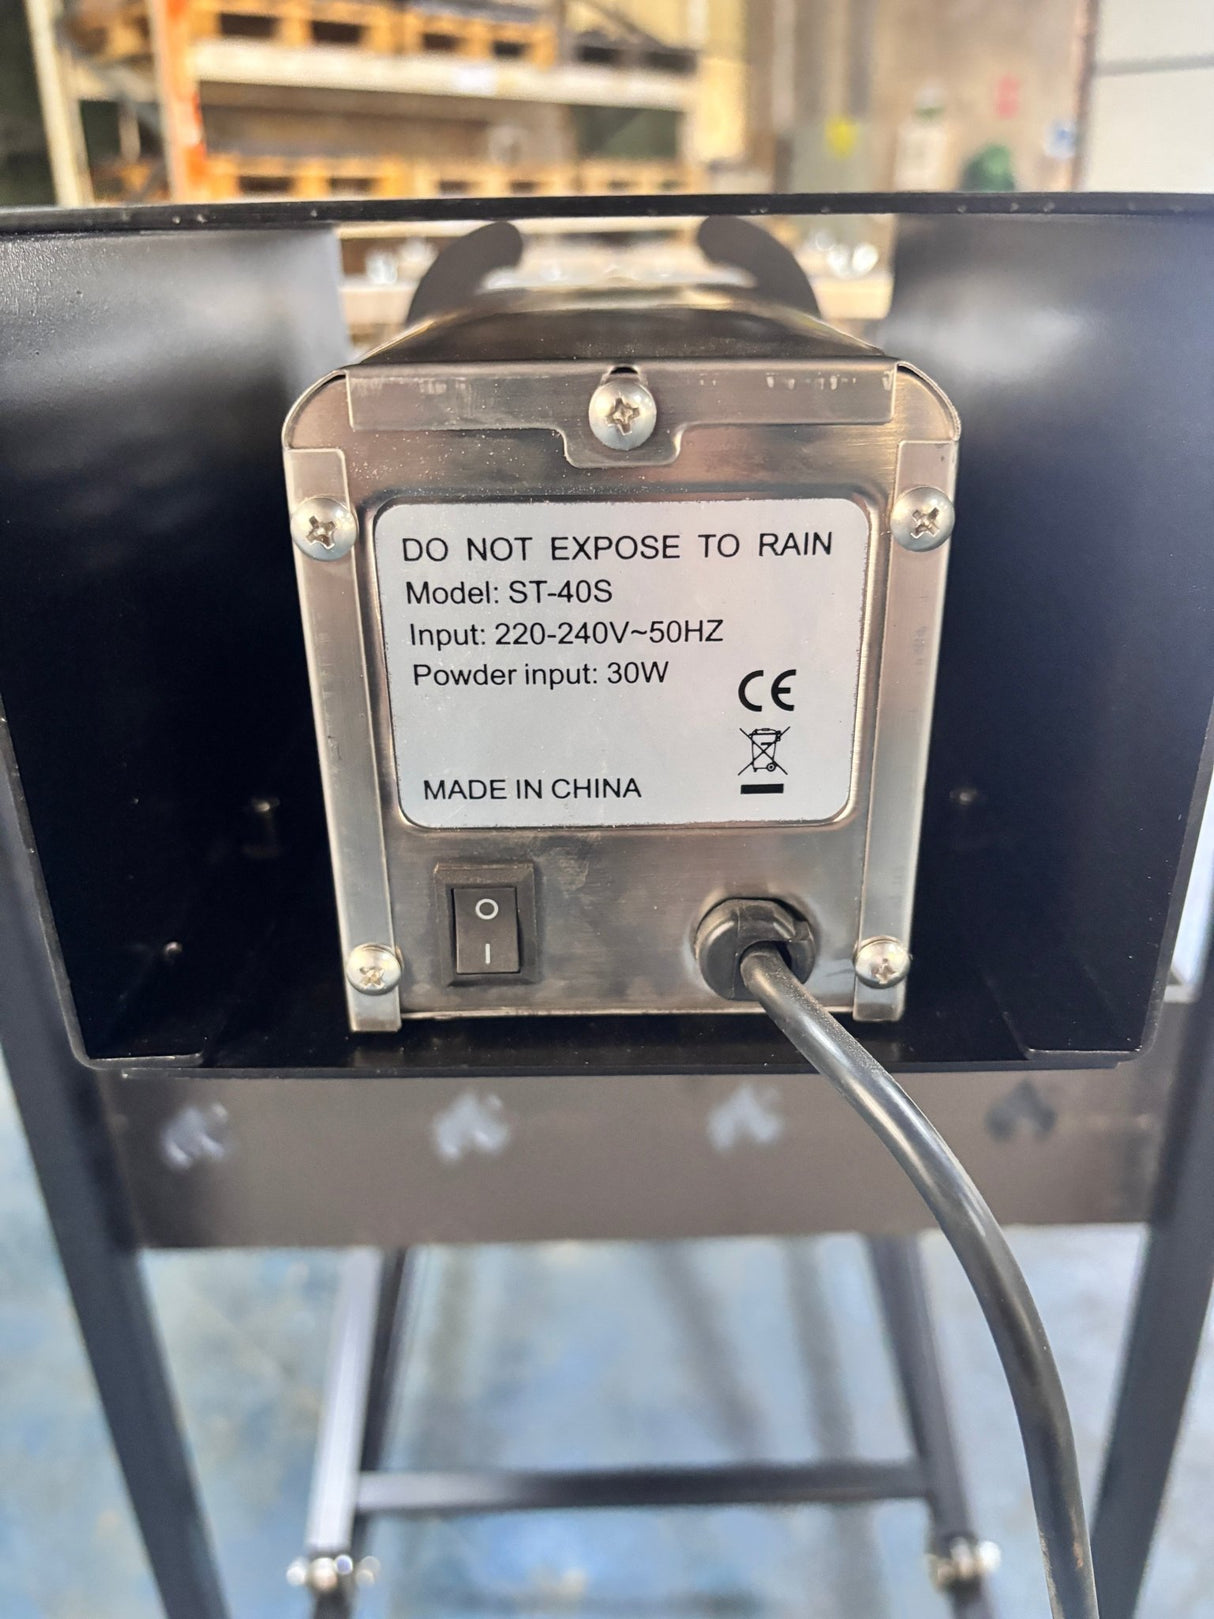 DO NOT EXPOSE TO RAIN
Model: ST-40S
Input: 220-240V~50HZ
Powder input: 30W
CE
MADE IN CHINA
O
I